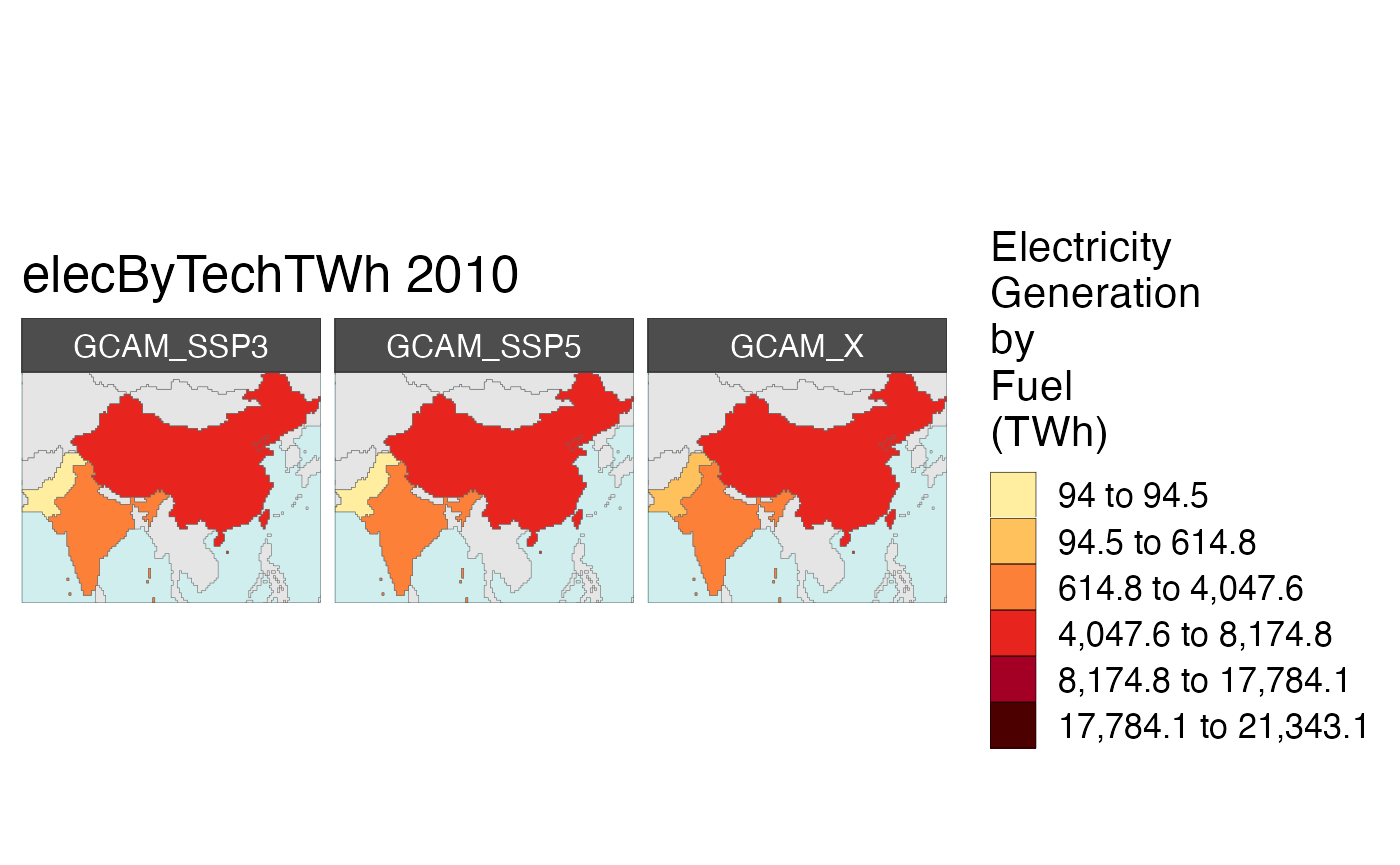 elecByTechTWh 2010
GCAM_SSP3
GCAM_SSP5
GCAM_X
Electricity
Generation
by
Fuel
(TWh)
94 to 94.5
94.5 to 614.8
614.8 to 4,047.6
4,047.6 to 8,174.8
8,174.8 to 17,784.1
17,784.1 to 21,343.1